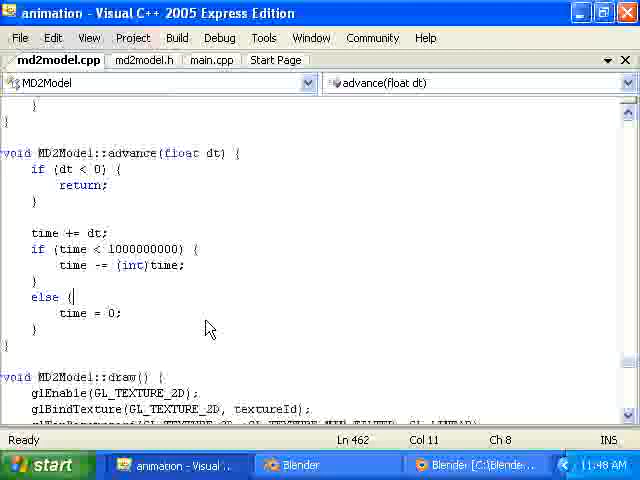 animation - Visual C++ 2005 Express Edition
File Edit View Project Build Debug Tools Window Community Help
md2model.cpp md2model.h main.cpp Start Page
MD2Model advance(float dt)
}
}
void MD2Model::advance(float dt) {
if (dt < 0) {
return;
}
time += dt;
if (time < 1000000000) {
time -= (int)time;
}
else {
time = 0;
}
}
void MD2Model::draw() {
glEnable(GL_TEXTURE_2D);
glBindTexture(GL_TEXTURE_2D, textureId);
Ready Ln 462 Col 11 Ch 8 INS
start animation - Visual ... Blender Blender [C:\Blende... 11:48 AM